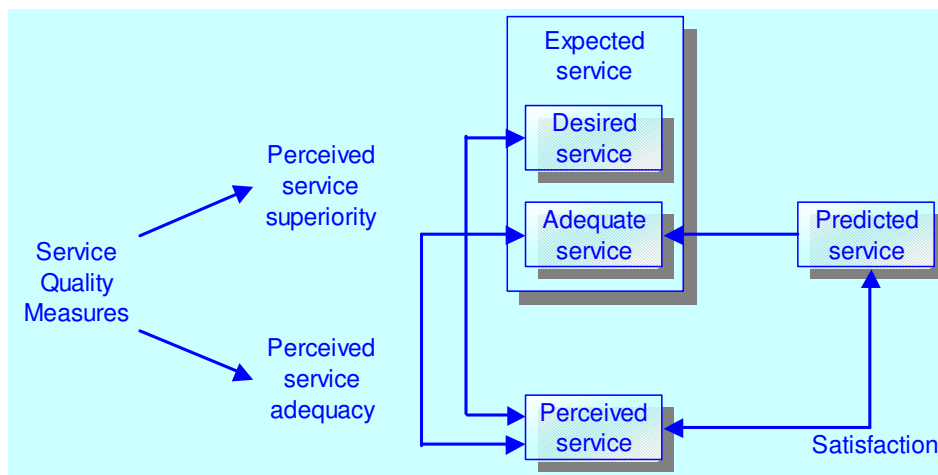 Expected
service
Desired
service
Perceived
service
superiority
Adequate
service
Predicted
service
Service
Quality
Measures
Perceived
service
adequacy
Perceived
service
Satisfaction